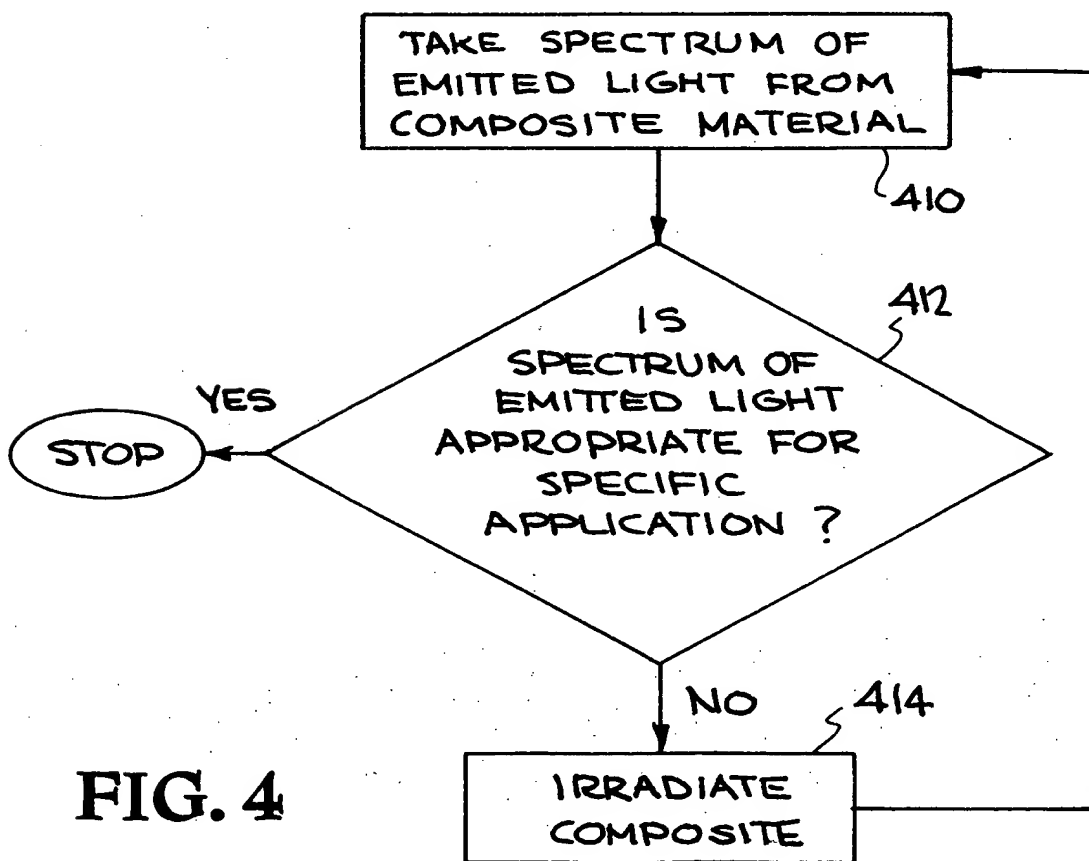 TAKE SPECTRUM OF
EMITTED LIGHT FROM
COMPOSITE MATERIAL
410
412
IS
SPECTRUM OF
EMITTED LIGHT
APPROPRIATE FOR
SPECIFIC
APPLICATION ?
YES
STOP
NO
414
IRRADIATE
COMPOSITE
FIG. 4